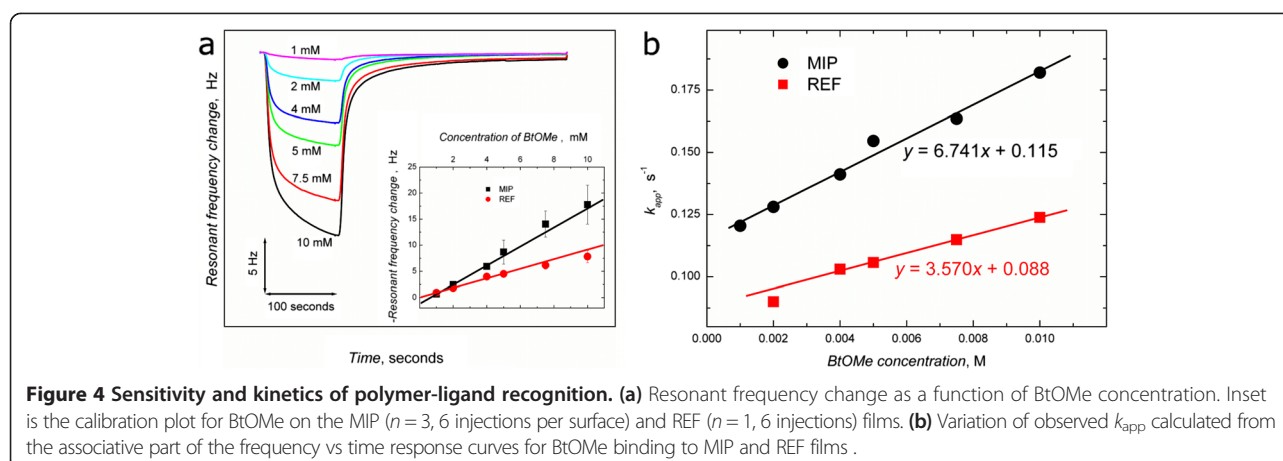 a
1 mM
2 mM
4 mM
5 mM
7.5 mM
10 mM
Resonant frequency change, Hz
5 Hz
100 seconds
Time, seconds
Concentration of BtOMe , mM
0 2 4 6 8 10
-Resonant frequency change , Hz
25
20
15
10
5
0
MIP
REF
b
MIP
REF
y = 6.741x + 0.115
y = 3.570x + 0.088
kapp, s-1
0.175
0.150
0.125
0.100
0.000 0.002 0.004 0.006 0.008 0.010
BtOMe concentration, M
Figure 4 Sensitivity and kinetics of polymer-ligand recognition. (a) Resonant frequency change as a function of BtOMe concentration. Inset
is the calibration plot for BtOMe on the MIP (n = 3, 6 injections per surface) and REF (n = 1, 6 injections) films. (b) Variation of observed kapp calculated from
the associative part of the frequency vs time response curves for BtOMe binding to MIP and REF films .